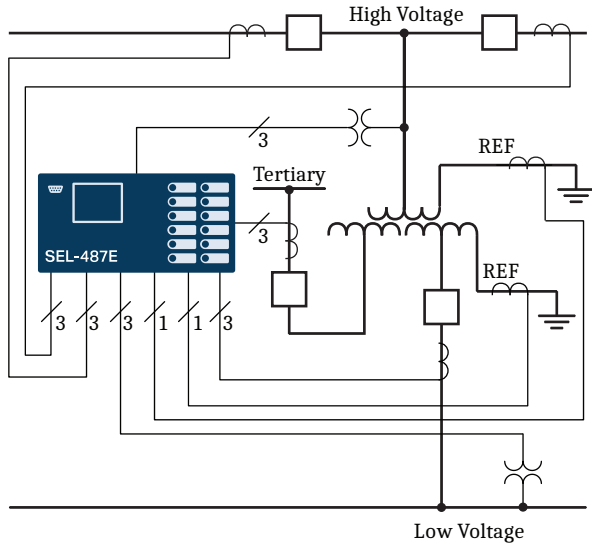 High Voltage
3
REF
Tertiary
3
SEL-487E
REF
3
3
3
1
1
3
Low Voltage